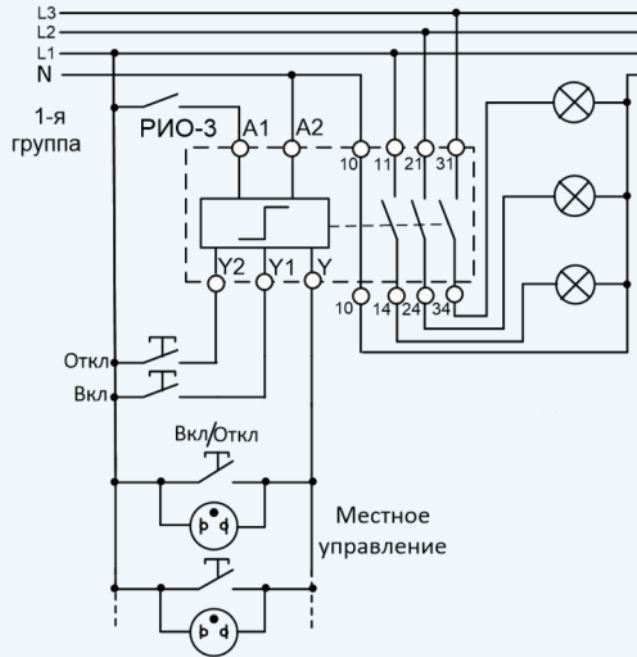 L3
L2
L1
N
1-я
группа
РИО-3
A1
A2
10
11
21
31
Y2
Y1
Y
10
14
24
34
Откл
Вкл
Вкл/Откл
Местное
управление